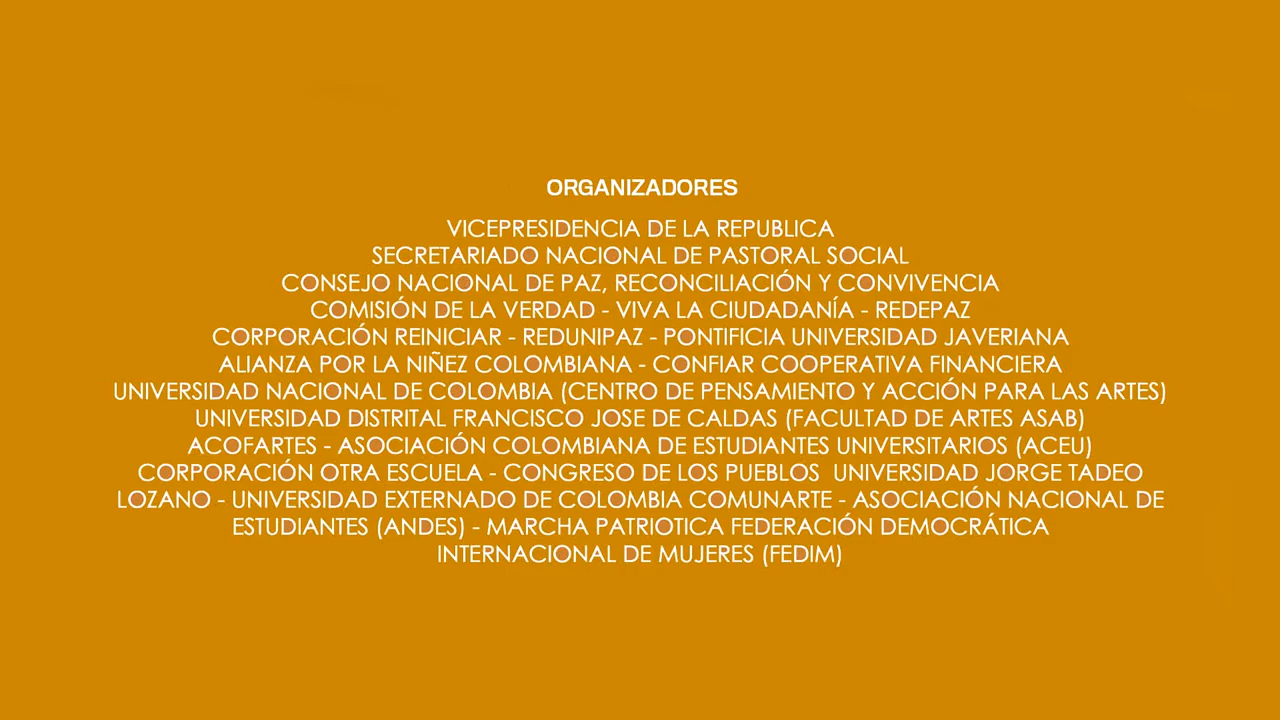 ORGANIZADORES
VICEPRESIDENCIA DE LA REPUBLICA
SECRETARIADO NACIONAL DE PASTORAL SOCIAL
CONSEJO NACIONAL DE PAZ, RECONCILIACIÓN Y CONVIVENCIA
COMISIÓN DE LA VERDAD - VIVA LA CIUDADANÍA - REDEPAZ
CORPORACIÓN REINICIAR - REDUNIPAZ - PONTIFICIA UNIVERSIDAD JAVERIANA
ALIANZA POR LA NIÑEZ COLOMBIANA - CONFIAR COOPERATIVA FINANCIERA
UNIVERSIDAD NACIONAL DE COLOMBIA (CENTRO DE PENSAMIENTO Y ACCIÓN PARA LAS ARTES)
UNIVERSIDAD DISTRITAL FRANCISCO JOSE DE CALDAS (FACULTAD DE ARTES ASAB)
ACOFARTES - ASOCIACIÓN COLOMBIANA DE ESTUDIANTES UNIVERSITARIOS (ACEU)
CORPORACIÓN OTRA ESCUELA - CONGRESO DE LOS PUEBLOS  UNIVERSIDAD JORGE TADEO
LOZANO - UNIVERSIDAD EXTERNADO DE COLOMBIA COMUNARTE - ASOCIACIÓN NACIONAL DE
ESTUDIANTES (ANDES) - MARCHA PATRIOTICA FEDERACIÓN DEMOCRÁTICA
INTERNACIONAL DE MUJERES (FEDIM)